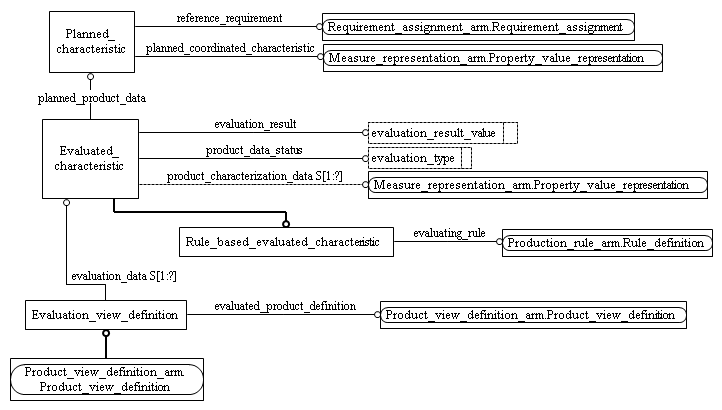 reference_requirement
Planned_
characteristic
Requirement_assignment_arm.Requirement_assignment
planned_coordinated_characteristic
Measure_representation_arm.Property_value_representation
planned_product_data
evaluation_result
Evaluated_
characteristic
evaluation_result_value
product_data_status
evaluation_type
product_characterization_data S[1:?]
Measure_representation_arm.Property_value_representation
evaluating_rule
Rule_based_evaluated_characteristic
Production_rule_arm.Rule_definition
evaluation_data S[1:?]
evaluated_product_definition
Evaluation_view_definition
Product_view_definition_arm.Product_view_definition
Product_view_definition_arm.
Product_view_definition